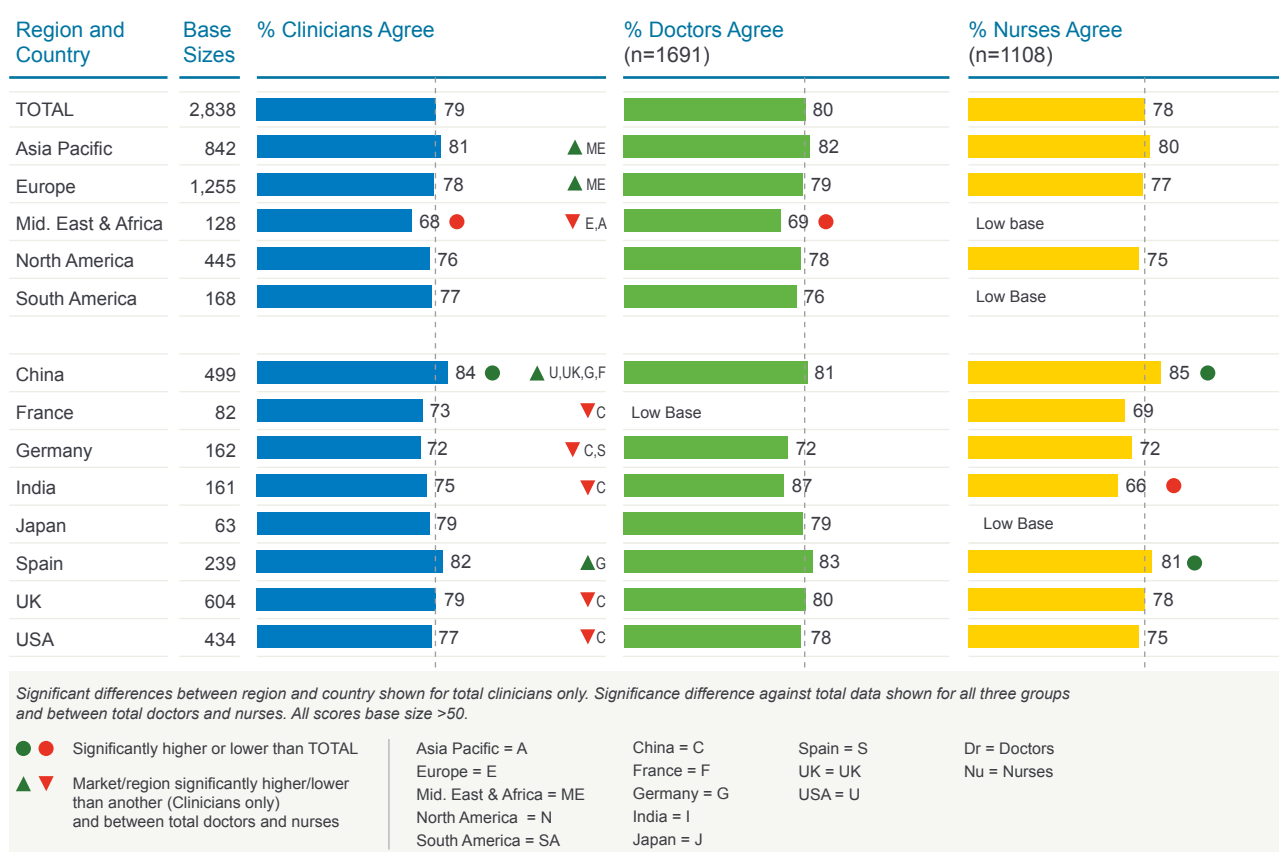 Region and Country Base Sizes % Clinicians Agree % Doctors Agree (n=1691) % Nurses Agree (n=1108)
TOTAL 2,838 79 80 78
Asia Pacific 842 81 ▲ ME 82 80
Europe 1,255 78 ▲ ME 79 77
Mid. East & Africa 128 68 ▼ E,A 69 Low base
North America 445 76 78 75
South America 168 77 76 Low Base
China 499 84 ▲ U,UK,G,F 81 85
France 82 73 ▼C Low Base 69
Germany 162 72 ▼ C,S 72 72
India 161 75 ▼C 87 66
Japan 63 79 79 Low Base
Spain 239 82 ▲G 83 81
UK 604 79 ▼C 80 78
USA 434 77 ▼C 78 75
Significant differences between region and country shown for total clinicians only. Significance difference against total data shown for all three groups
and between total doctors and nurses. All scores base size >50.
Significantly higher or lower than TOTAL
Market/region significantly higher/lower
than another (Clinicians only)
and between total doctors and nurses
Asia Pacific = A
Europe = E
Mid. East & Africa = ME
North America = N
South America = SA
China = C
France = F
Germany = G
India = I
Japan = J
Spain = S
UK = UK
USA = U
Dr = Doctors
Nu = Nurses